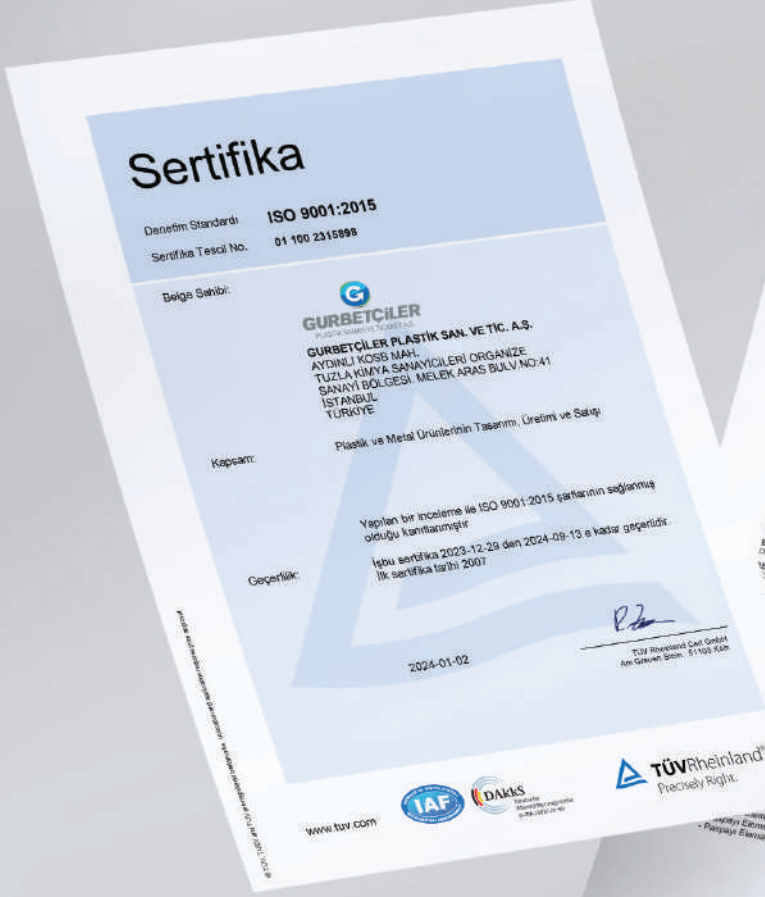 Sertifika
Denetim Standardı ISO 9001:2015
Sertifika Tescil No. 01 100 2315898
Belge Sahibi:
G
GURBETÇİLER
GURBETÇİLER PLASTİK SAN. VE TİC. A.Ş.
AYDINLI KOSB MAH.
TUZLA KİMYA SANAYİCİLERİ ORGANİZE
SANAYİ BÖLGESİ. MELEK ARAS BULV.NO:41
İSTANBUL
TÜRKİYE
Kapsam: Plastik ve Metal Ürünlerinin Tasarımı, Üretimi ve Satışı
Yapılan bir inceleme ile ISO 9001:2015 şartlarının sağlanmış
olduğu kanıtlanmıştır
Geçerlilik: İşbu sertifika 2023-12-29 dan 2024-09-13 e kadar geçerlidir.
İlk sertifika tarihi 2007
2024-01-02
TÜV Rheinland Cert GmbH
Am Grauen Stein . 51105 Köln
www.tuv.com
IAF
DAkkS
Deutsche
Akkreditierungsstelle
TÜVRheinland®
Precisely Right.